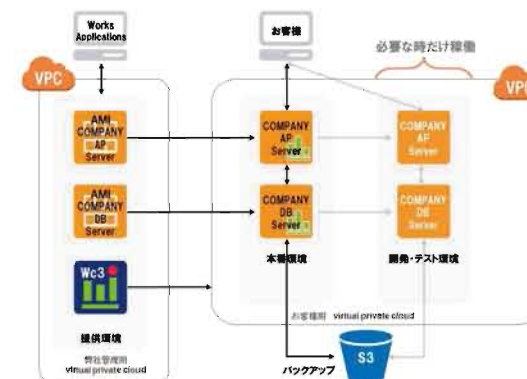 Works
Applications
お客様
必要な時だけ稼働
VPC
VPC
AMI
COMPANY
AP
Server
COMPANY
AP
Server
COMPANY
AP
Server
AMI
COMPANY
DB
Server
COMPANY
DB
Server
COMPANY
DB
Server
本番環境
開発・テスト環境
Wc3
提供環境
弊社管理用
virtual private cloud
お客様用 virtual private cloud
S3
バックアップ